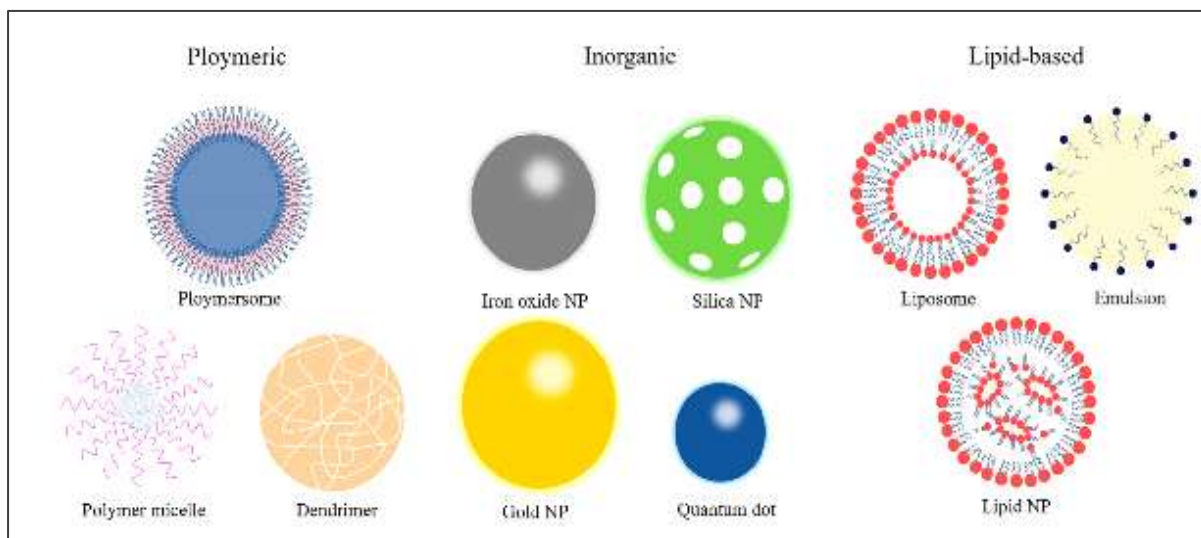 Ploymeric
Inorganic
Lipid-based
Ploymersome
Iron oxide NP
Silica NP
Liposome
Emulsion
Polymer micelle
Dendrimer
Gold NP
Quantum dot
Lipid NP